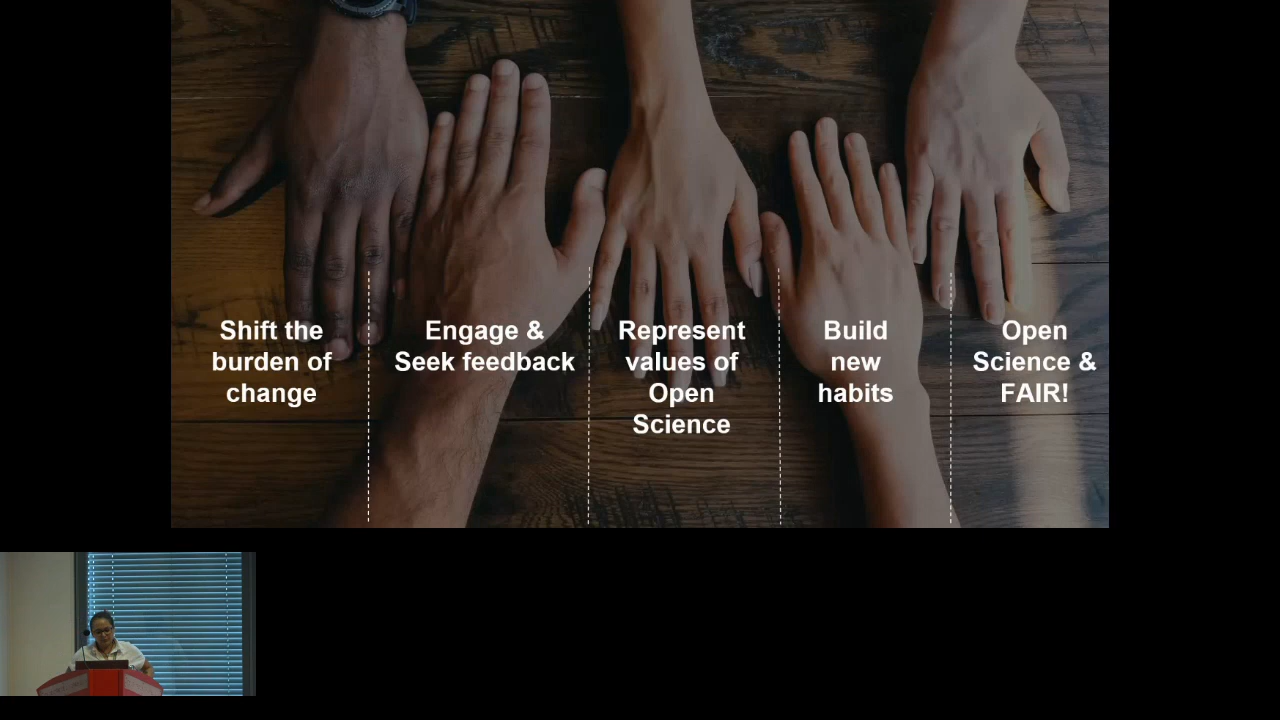 Shift the
burden of
change
Engage &
Seek feedback
Represent
values of
Open
Science
Build
new
habits
Open
Science &
FAIR!